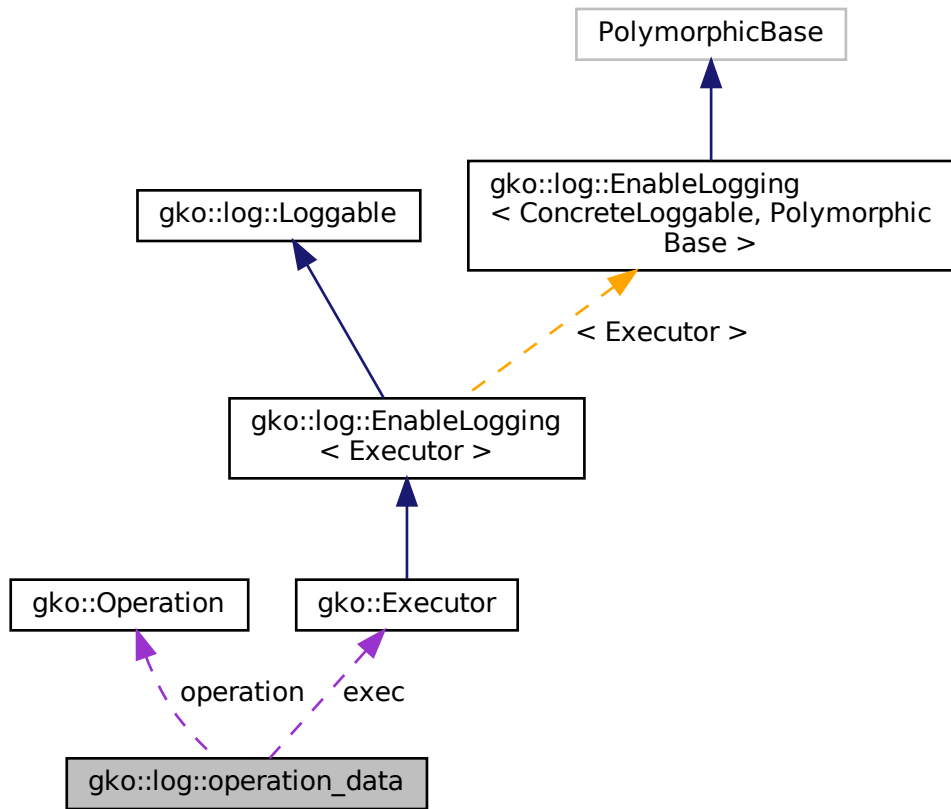 PolymorphicBase
gko::log::EnableLogging
< ConcreteLoggable, Polymorphic
Base >
gko::log::Loggable
< Executor >
gko::log::EnableLogging
< Executor >
gko::Operation
gko::Executor
operation
exec
gko::log::operation_data